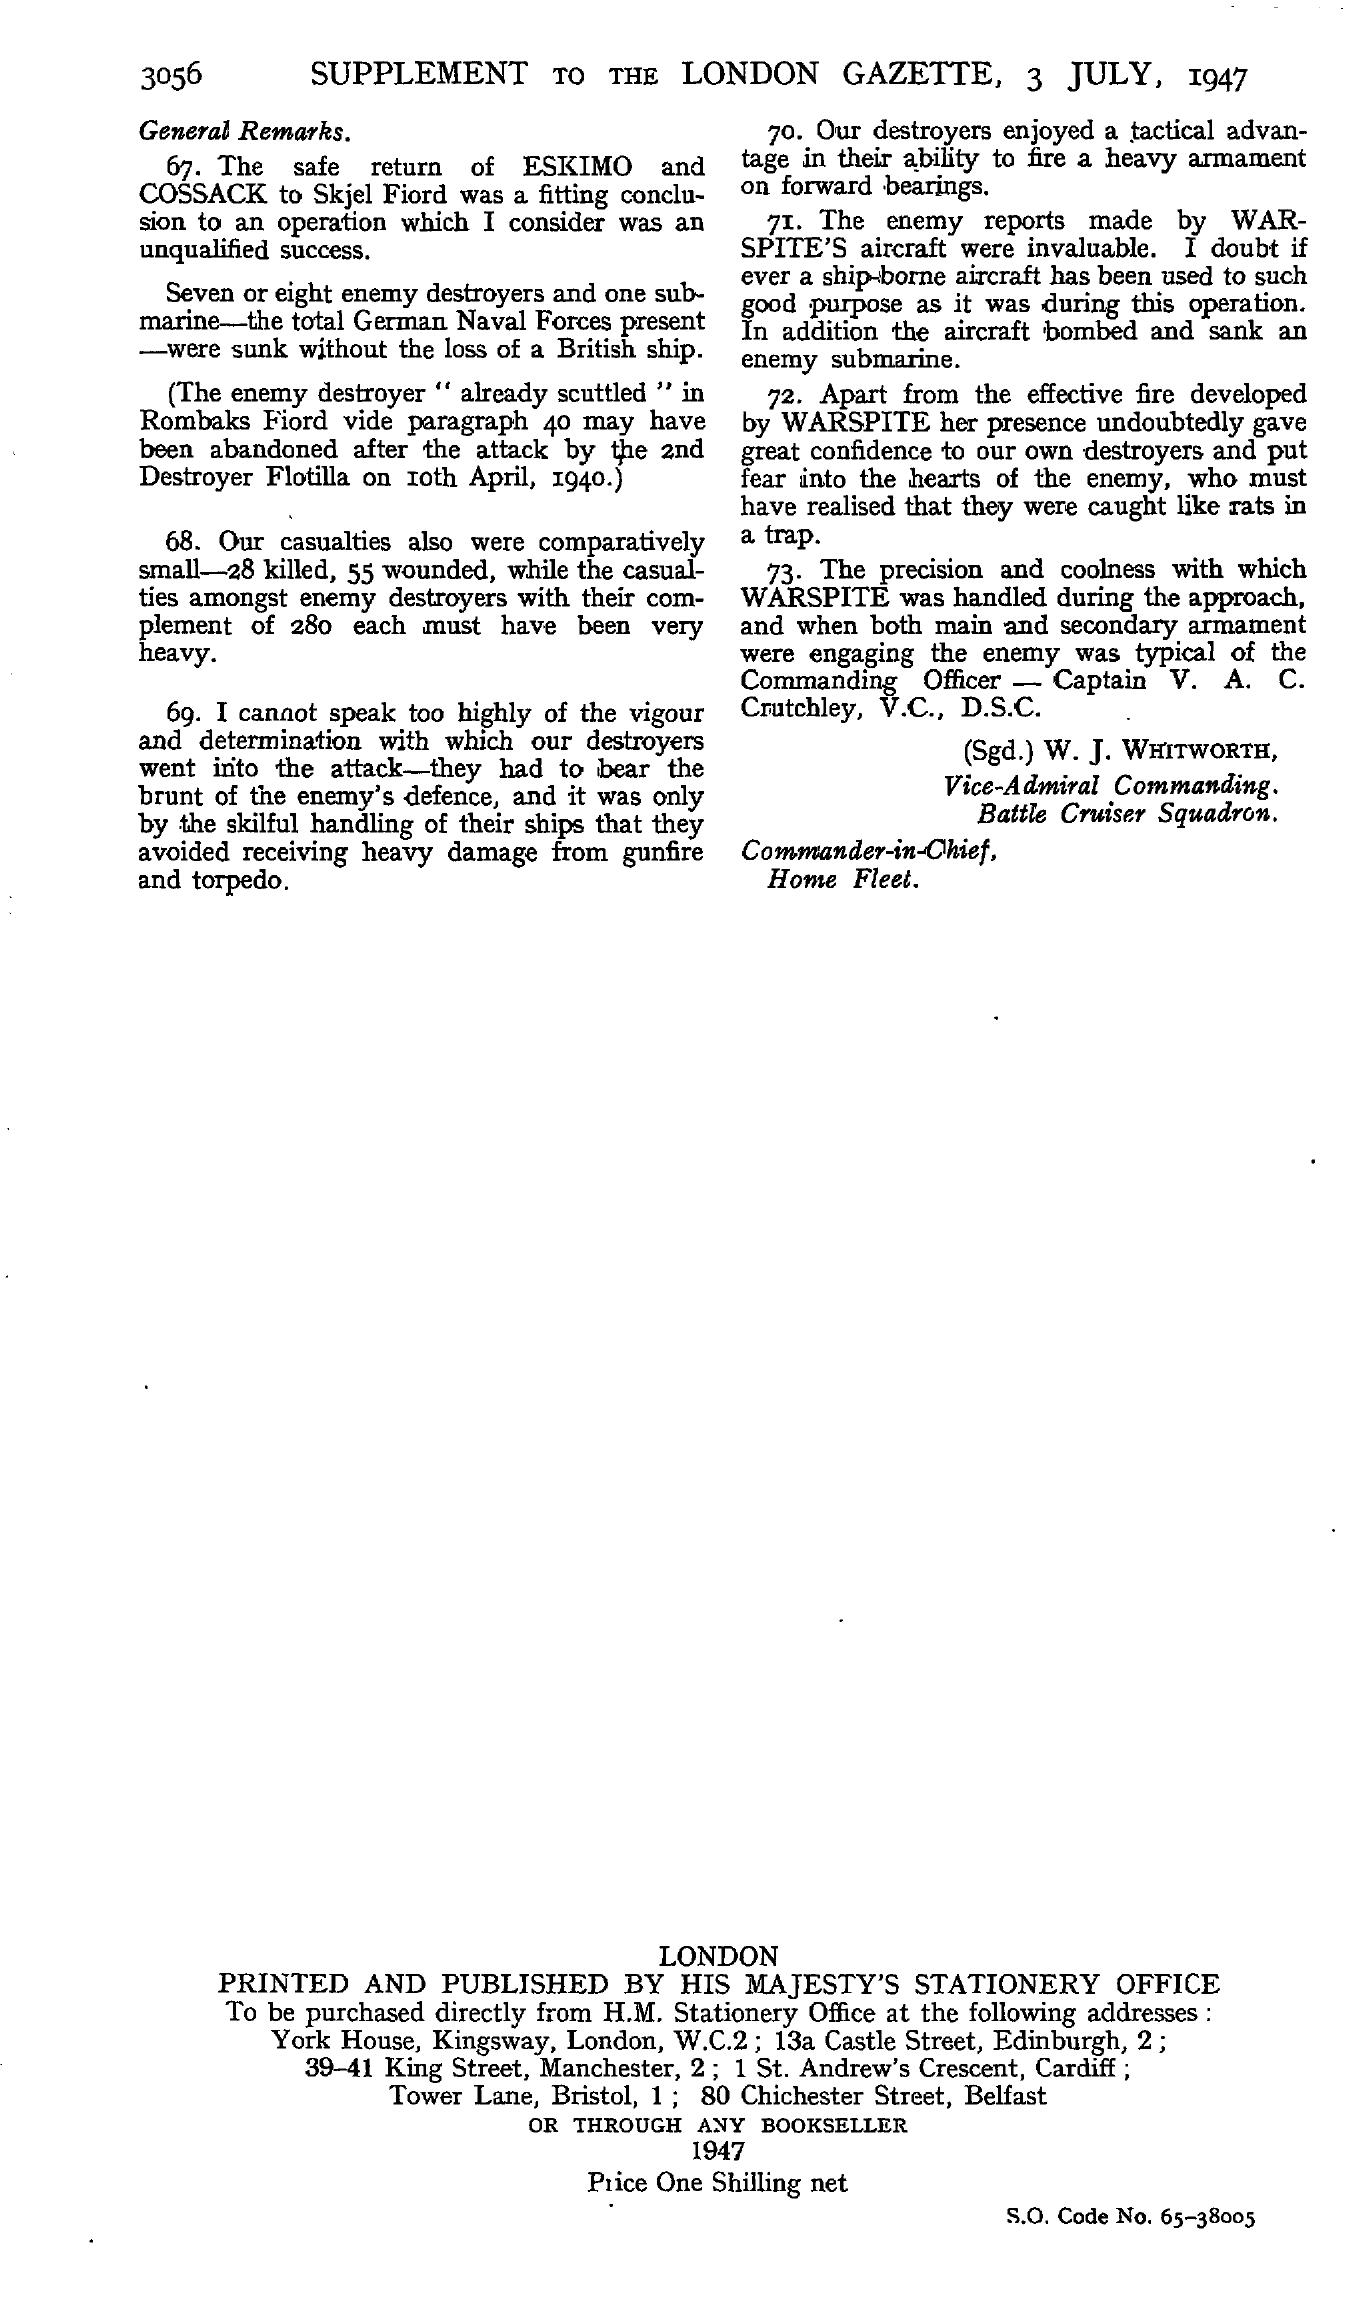 3056 SUPPLEMENT TO THE LONDON GAZETTE, 3 JULY, 1947
General Remarks.
67. The safe return of ESKIMO and
COSSACK to Skjel Fiord was a fitting conclu-
sion to an operation which I consider was an
unqualified success.
Seven or eight enemy destroyers and one sub-
marine—the total German Naval Forces present
—were sunk without the loss of a British ship.
(The enemy destroyer " already scuttled " in
Rombaks Fiord vide paragraph 40 may have
been abandoned after the attack by the 2nd
Destroyer Flotilla on 10th April, 1940.)
68. Our casualties also were comparatively
small—28 killed, 55 wounded, while the casual-
ties amongst enemy destroyers with their com-
plement of 280 each must have been very
heavy.
69. I cannot speak too highly of the vigour
and determination with which our destroyers
went into the attack—they had to bear the
brunt of the enemy's defence, and it was only
by the skilful handling of their ships that they
avoided receiving heavy damage from gunfire
and torpedo.
70. Our destroyers enjoyed a tactical advan-
tage in their ability to fire a heavy armament
on forward bearings.
71. The enemy reports made by WAR-
SPITE'S aircraft were invaluable. I doubt if
ever a ship-borne aircraft has been used to such
good purpose as it was during this operation.
In addition the aircraft bombed and sank an
enemy submarine.
72. Apart from the effective fire developed
by WARSPITE her presence undoubtedly gave
great confidence to our own destroyers and put
fear into the hearts of the enemy, who must
have realised that they were caught like rats in
a trap.
73. The precision and coolness with which
WARSPITE was handled during the approach,
and when both main and secondary armament
were engaging the enemy was typical of the
Commanding Officer — Captain V. A. C.
Crutchley, V.C., D.S.C.
(Sgd.) W. J. WHITWORTH,
Vice-Admiral Commanding.
Battle Cruiser Squadron.
Commander-in-Chief,
Home Fleet.
LONDON
PRINTED AND PUBLISHED BY HIS MAJESTY'S STATIONERY OFFICE
To be purchased directly from H.M. Stationery Office at the following addresses :
York House, Kingsway, London, W.C.2 ; 13a Castle Street, Edinburgh, 2 ;
39–41 King Street, Manchester, 2 ; 1 St. Andrew's Crescent, Cardiff ;
Tower Lane, Bristol, 1 ; 80 Chichester Street, Belfast
OR THROUGH ANY BOOKSELLER
1947
Price One Shilling net
S.O. Code No. 65–38005